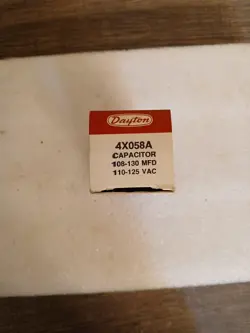 Dayton
4X058A
CAPACITOR
108-130 MFD
110-125 VAC